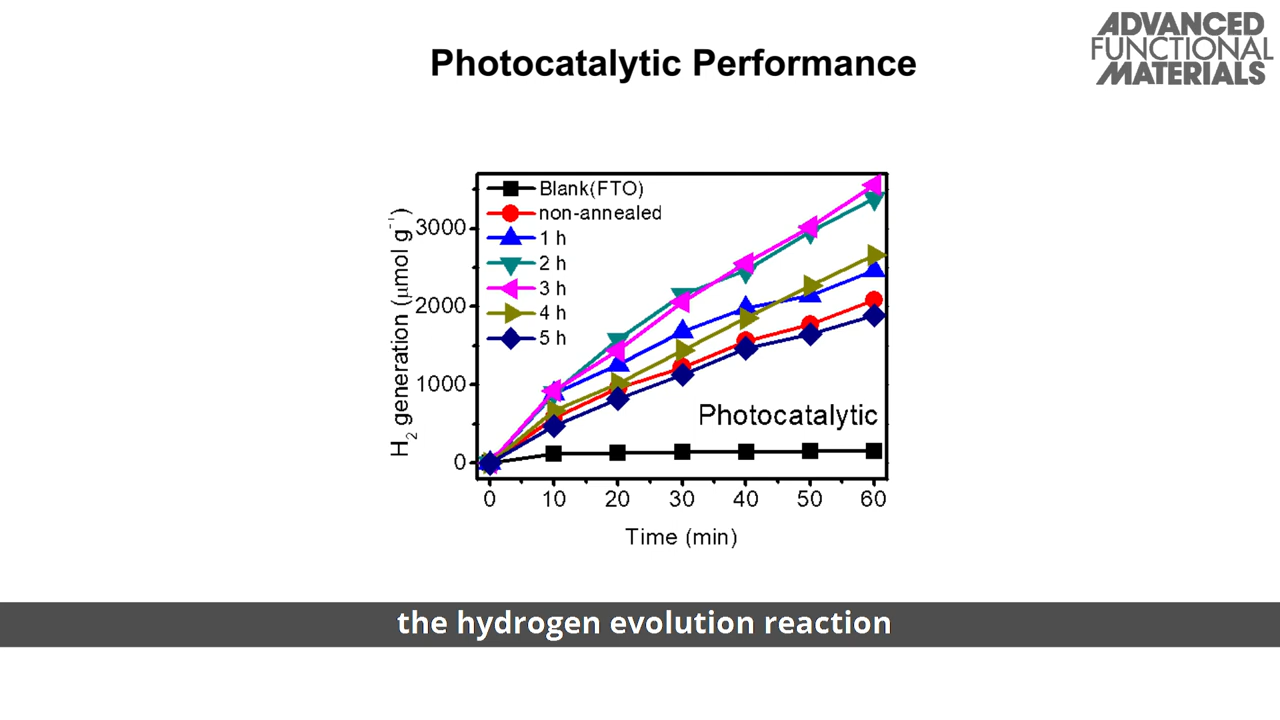 Photocatalytic Performance
ADVANCED
FUNCTIONAL
MATERIALS
Blank(FTO)
non-annealed
1 h
2 h
3 h
4 h
5 h
H₂ generation (μmol g⁻¹)
3000
2000
1000
0
Photocatalytic
0 10 20 30 40 50 60
Time (min)
the hydrogen evolution reaction